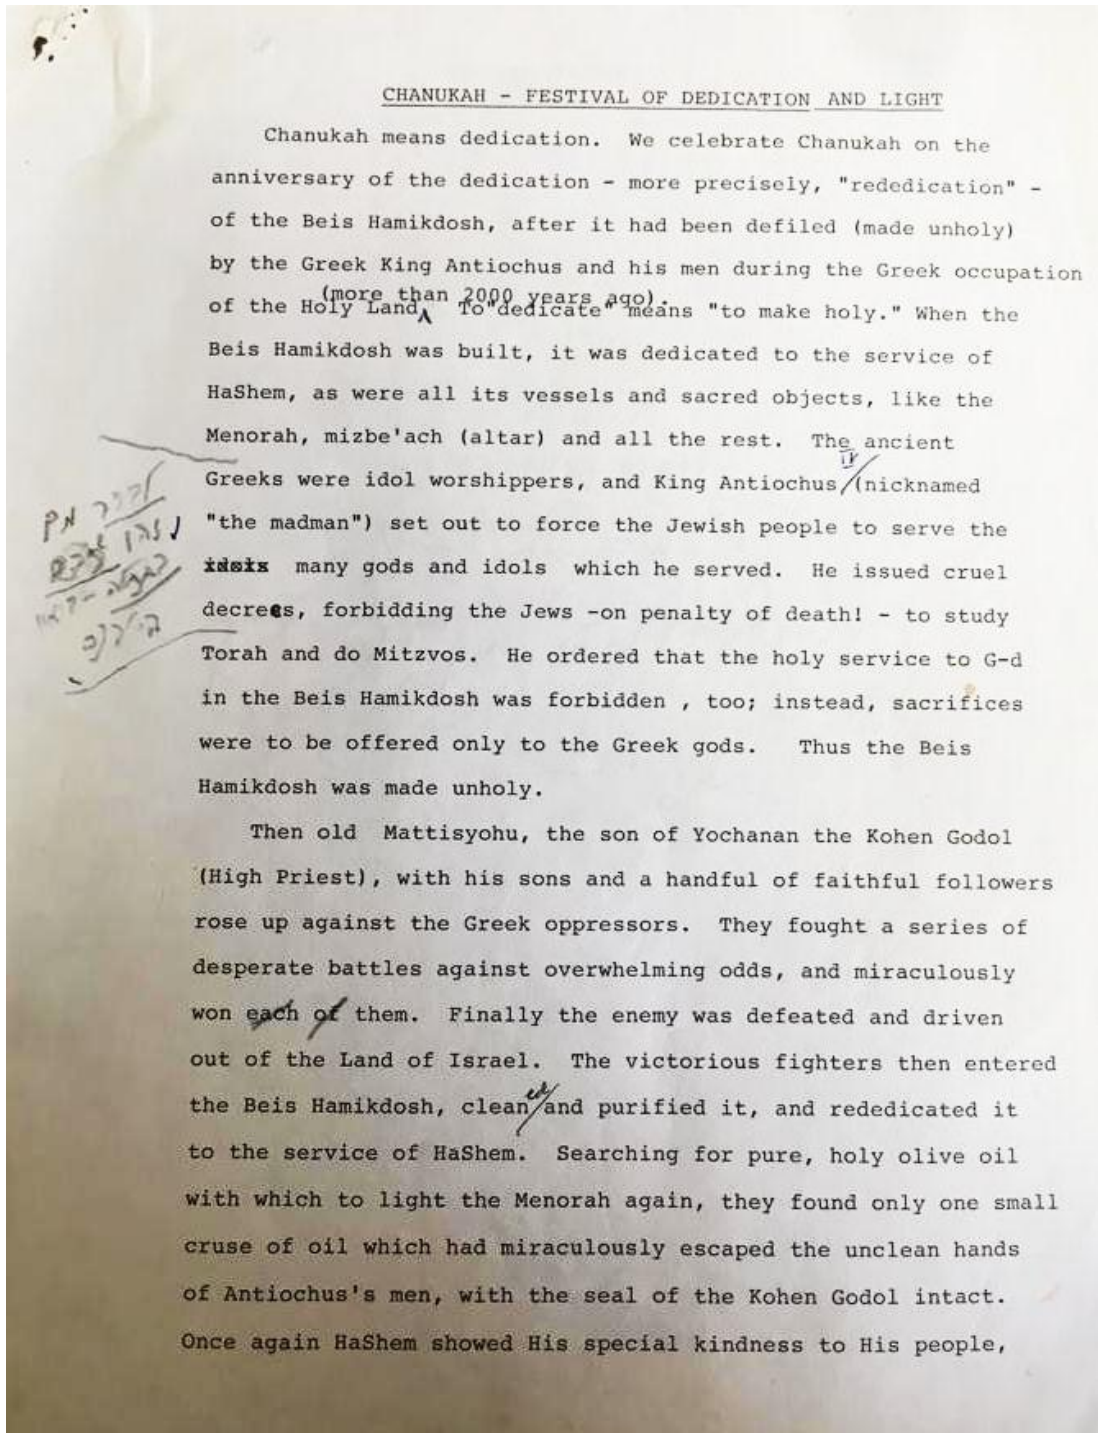 CHANUKAH - FESTIVAL OF DEDICATION AND LIGHT
Chanukah means dedication. We celebrate Chanukah on the
anniversary of the dedication - more precisely, "rededication" -
of the Beis Hamikdosh, after it had been defiled (made unholy)
by the Greek King Antiochus and his men during the Greek occupation
(more than 2000 years ago).
of the Holy Land To "dedicate" means "to make holy." When the
Beis Hamikdosh was built, it was dedicated to the service of
HaShem, as were all its vessels and sacred objects, like the
Menorah, mizbe'ach (altar) and all the rest. The ancient
IV
Greeks were idol worshippers, and King Antiochus (nicknamed
"the madman") set out to force the Jewish people to serve the
many gods and idols which he served. He issued cruel
decrees, forbidding the Jews -on penalty of death! - to study
Torah and do Mitzvos. He ordered that the holy service to G-d
in the Beis Hamikdosh was forbidden , too; instead, sacrifices
were to be offered only to the Greek gods. Thus the Beis
Hamikdosh was made unholy.
Then old Mattisyohu, the son of Yochanan the Kohen Godol
(High Priest), with his sons and a handful of faithful followers
rose up against the Greek oppressors. They fought a series of
desperate battles against overwhelming odds, and miraculously
won each of them. Finally the enemy was defeated and driven
out of the Land of Israel. The victorious fighters then entered
ed
the Beis Hamikdosh, clean and purified it, and rededicated it
to the service of HaShem. Searching for pure, holy olive oil
with which to light the Menorah again, they found only one small
cruse of oil which had miraculously escaped the unclean hands
of Antiochus's men, with the seal of the Kohen Godol intact.
Once again HaShem showed His special kindness to His people,